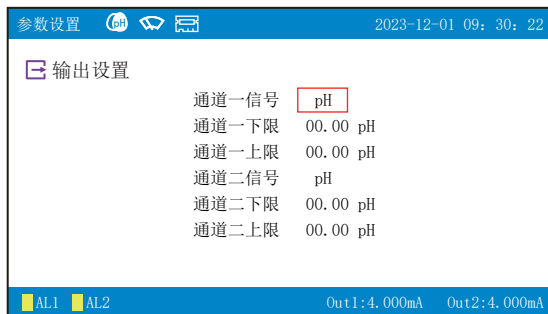 参数设置 pH 2023-12-01 09: 30: 22
输出设置
通道一信号 pH
通道一下限 00.00 pH
通道一上限 00.00 pH
通道二信号 pH
通道二下限 00.00 pH
通道二上限 00.00 pH
AL1 AL2 Out1:4.000mA Out2:4.000mA